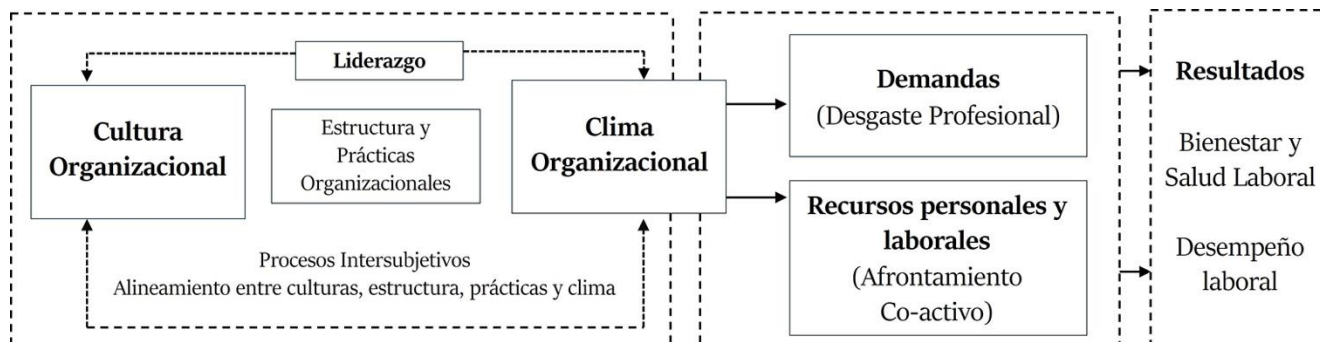 Liderazgo
Cultura
Organizacional
Estructura y
Prácticas
Organizacionales
Clima
Organizacional
Procesos Intersubjetivos
Alineamiento entre culturas, estructura, prácticas y clima
Demandas
(Desgaste Profesional)
Recursos personales y
laborales
(Afrontamiento
Co-activo)
Resultados
Bienestar y
Salud Laboral
Desempeño
laboral